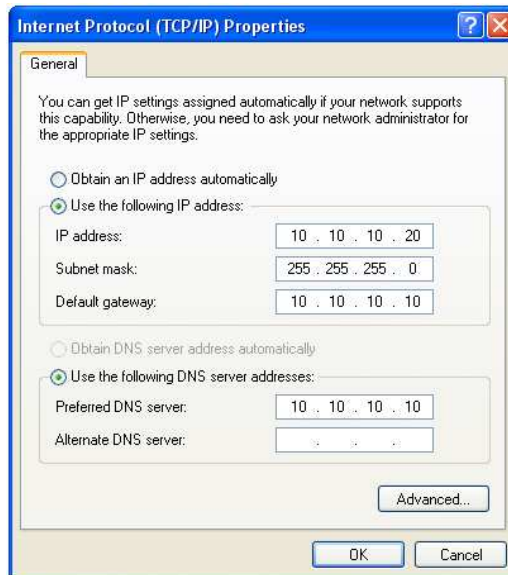 Internet Protocol (TCP/IP) Properties
General
You can get IP settings assigned automatically if your network supports
this capability. Otherwise, you need to ask your network administrator for
the appropriate IP settings.
Obtain an IP address automatically
Use the following IP address:
IP address: 10 . 10 . 10 . 20
Subnet mask: 255 . 255 . 255 . 0
Default gateway: 10 . 10 . 10 . 10
Obtain DNS server address automatically
Use the following DNS server addresses:
Preferred DNS server: 10 . 10 . 10 . 10
Alternate DNS server: . . .
Advanced...
OK Cancel